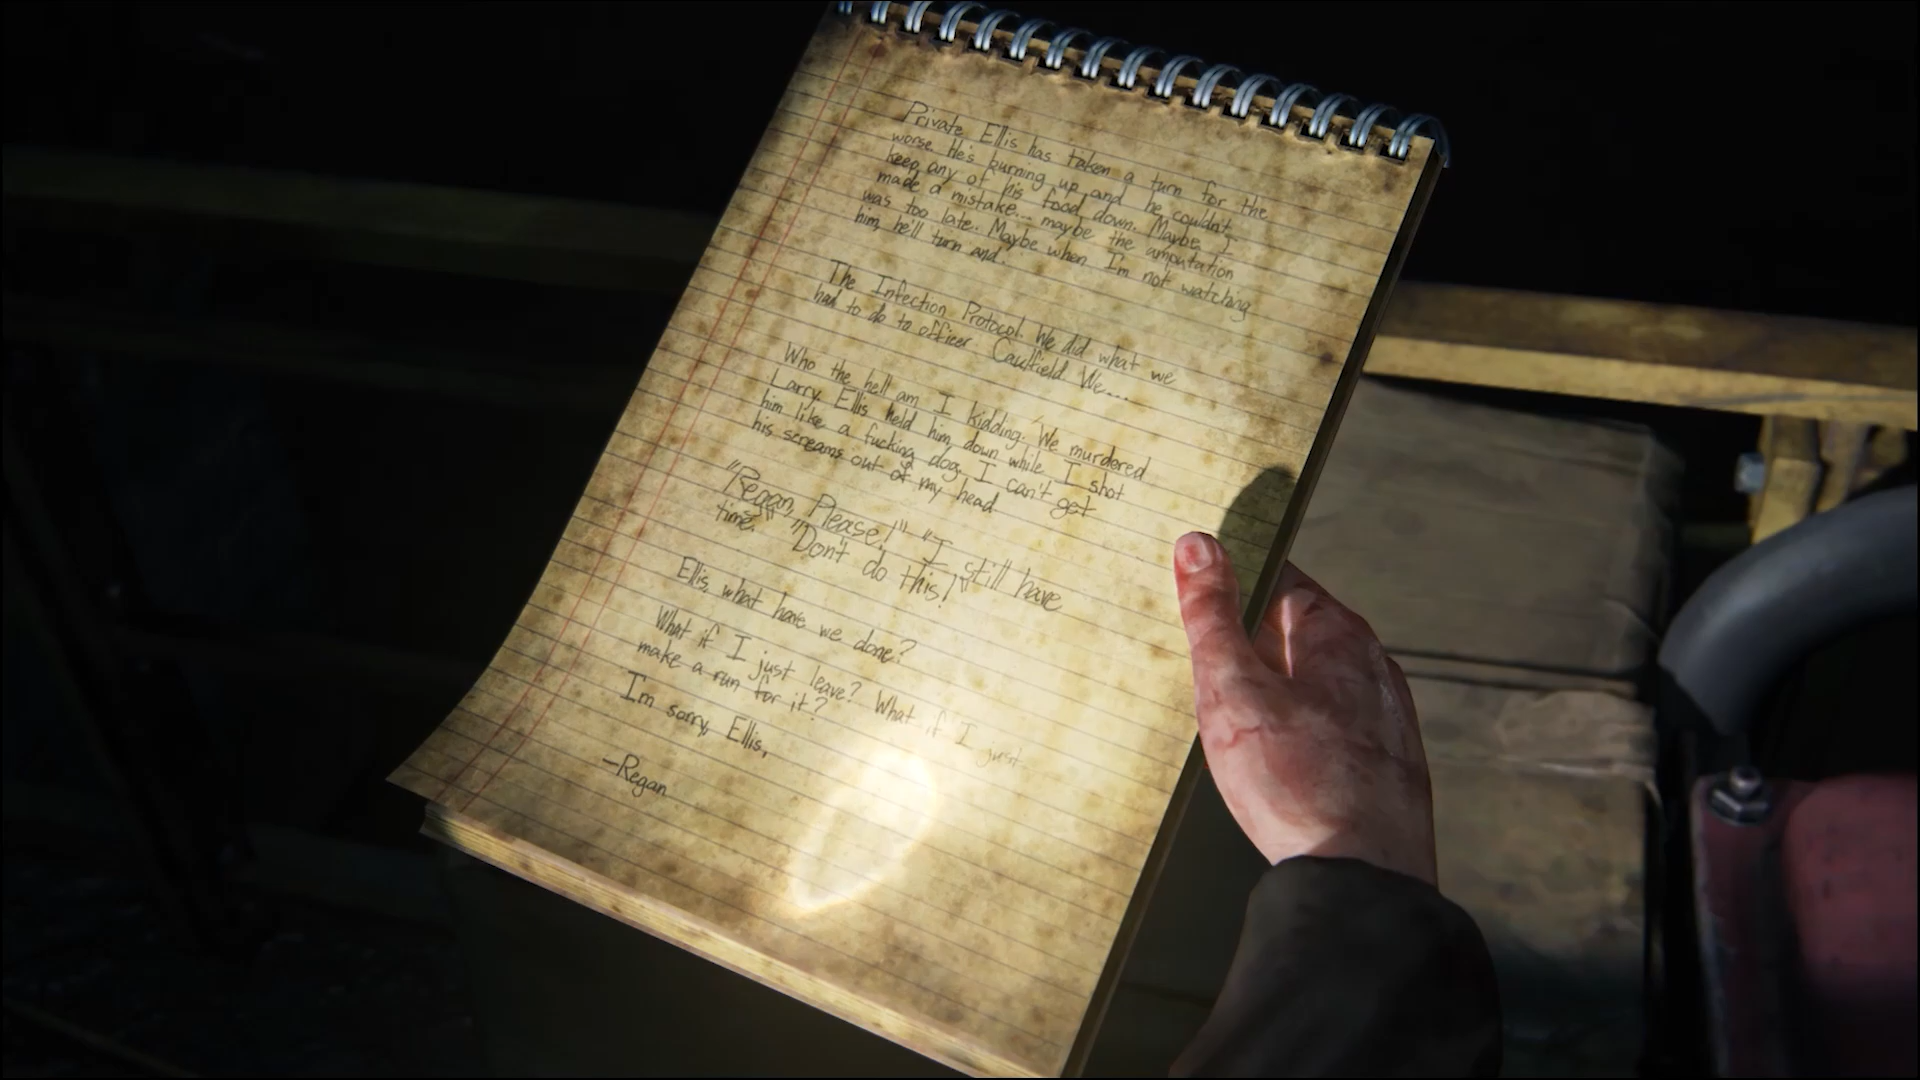 Private Ellis has taken a turn for the
worse. He's burning up and he couldn't
keep any of his food down. Maybe I
made a mistake... maybe the amputation
was too late. Maybe when I'm not watching
him, he'll turn and.
The Infection Protocol. We did what we
had to do to officer Caulfield. We....
Who the hell am I kidding. We murdered
Larry. Ellis held him down while I shot
him like a fucking dog. I can't get
his screams out of my head
"Regan, Please!" "I still have
time." "Don't do this!"
Ellis, what have we done?
What if I just leave? What if I just
make a run for it?
I'm sorry, Ellis,
-Regan